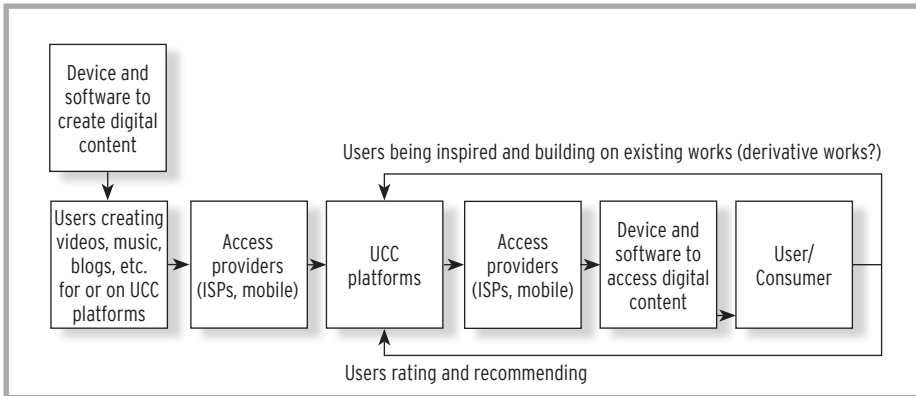 Device and
software to
create digital
content
Users being inspired and building on existing works (derivative works?)
Users creating
videos, music,
blogs, etc.
for or on UCC
platforms
Access
providers
(ISPs, mobile)
UCC
platforms
Access
providers
(ISPs, mobile)
Device and
software to
access digital
content
User/
Consumer
Users rating and recommending